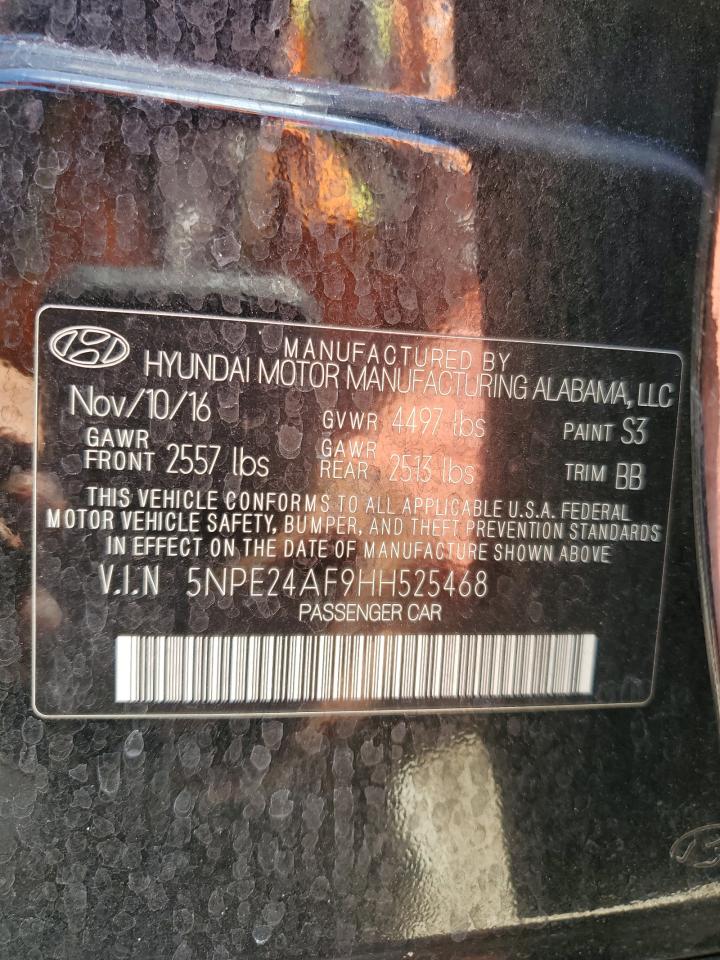 MANUFACTURED BY
HYUNDAI MOTOR MANUFACTURING ALABAMA, LLC
Nov/10/16 GVWR 4497 lbs PAINT S3
GAWR FRONT 2557 lbs GAWR REAR 2513 lbs TRIM BB
THIS VEHICLE CONFORMS TO ALL APPLICABLE U.S.A. FEDERAL
MOTOR VEHICLE SAFETY, BUMPER, AND THEFT PREVENTION STANDARDS
IN EFFECT ON THE DATE OF MANUFACTURE SHOWN ABOVE
V.I.N 5NPE24AF9HH525468
PASSENGER CAR